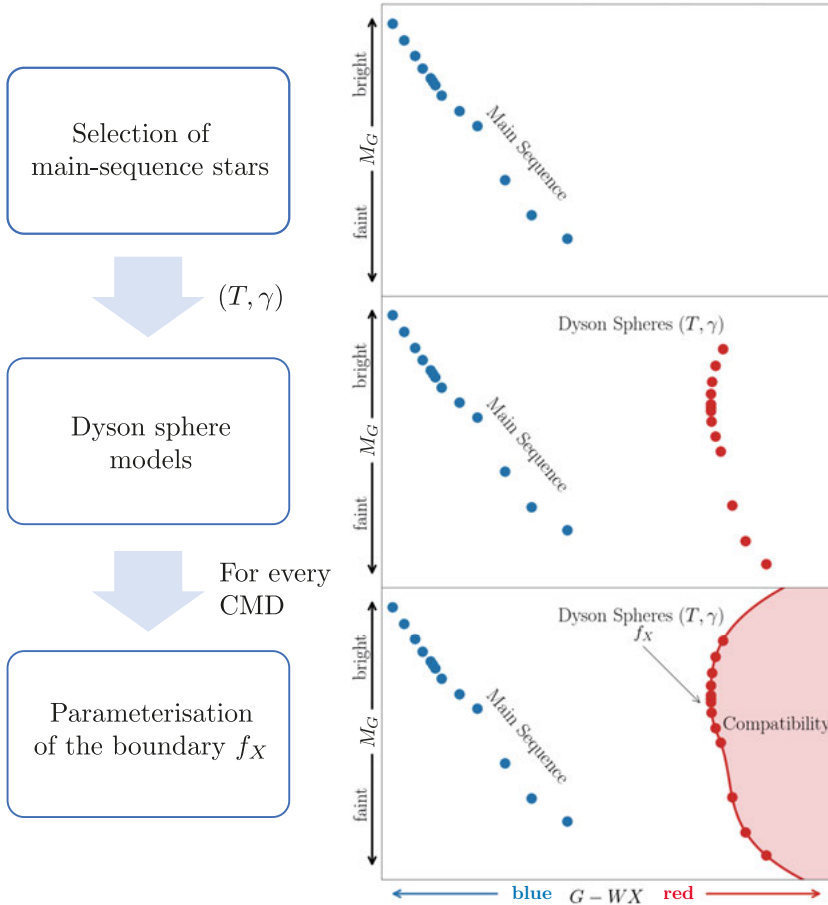 Selection of
main-sequence stars
(T, γ)
Dyson sphere
models
For every
CMD
Parameterisation
of the boundary f_X
bright
M_G
faint
Main Sequence
bright
M_G
faint
Main Sequence
Dyson Spheres (T, γ)
bright
M_G
faint
Main Sequence
Dyson Spheres (T, γ)
f_X
Compatibility
blue G − WX red